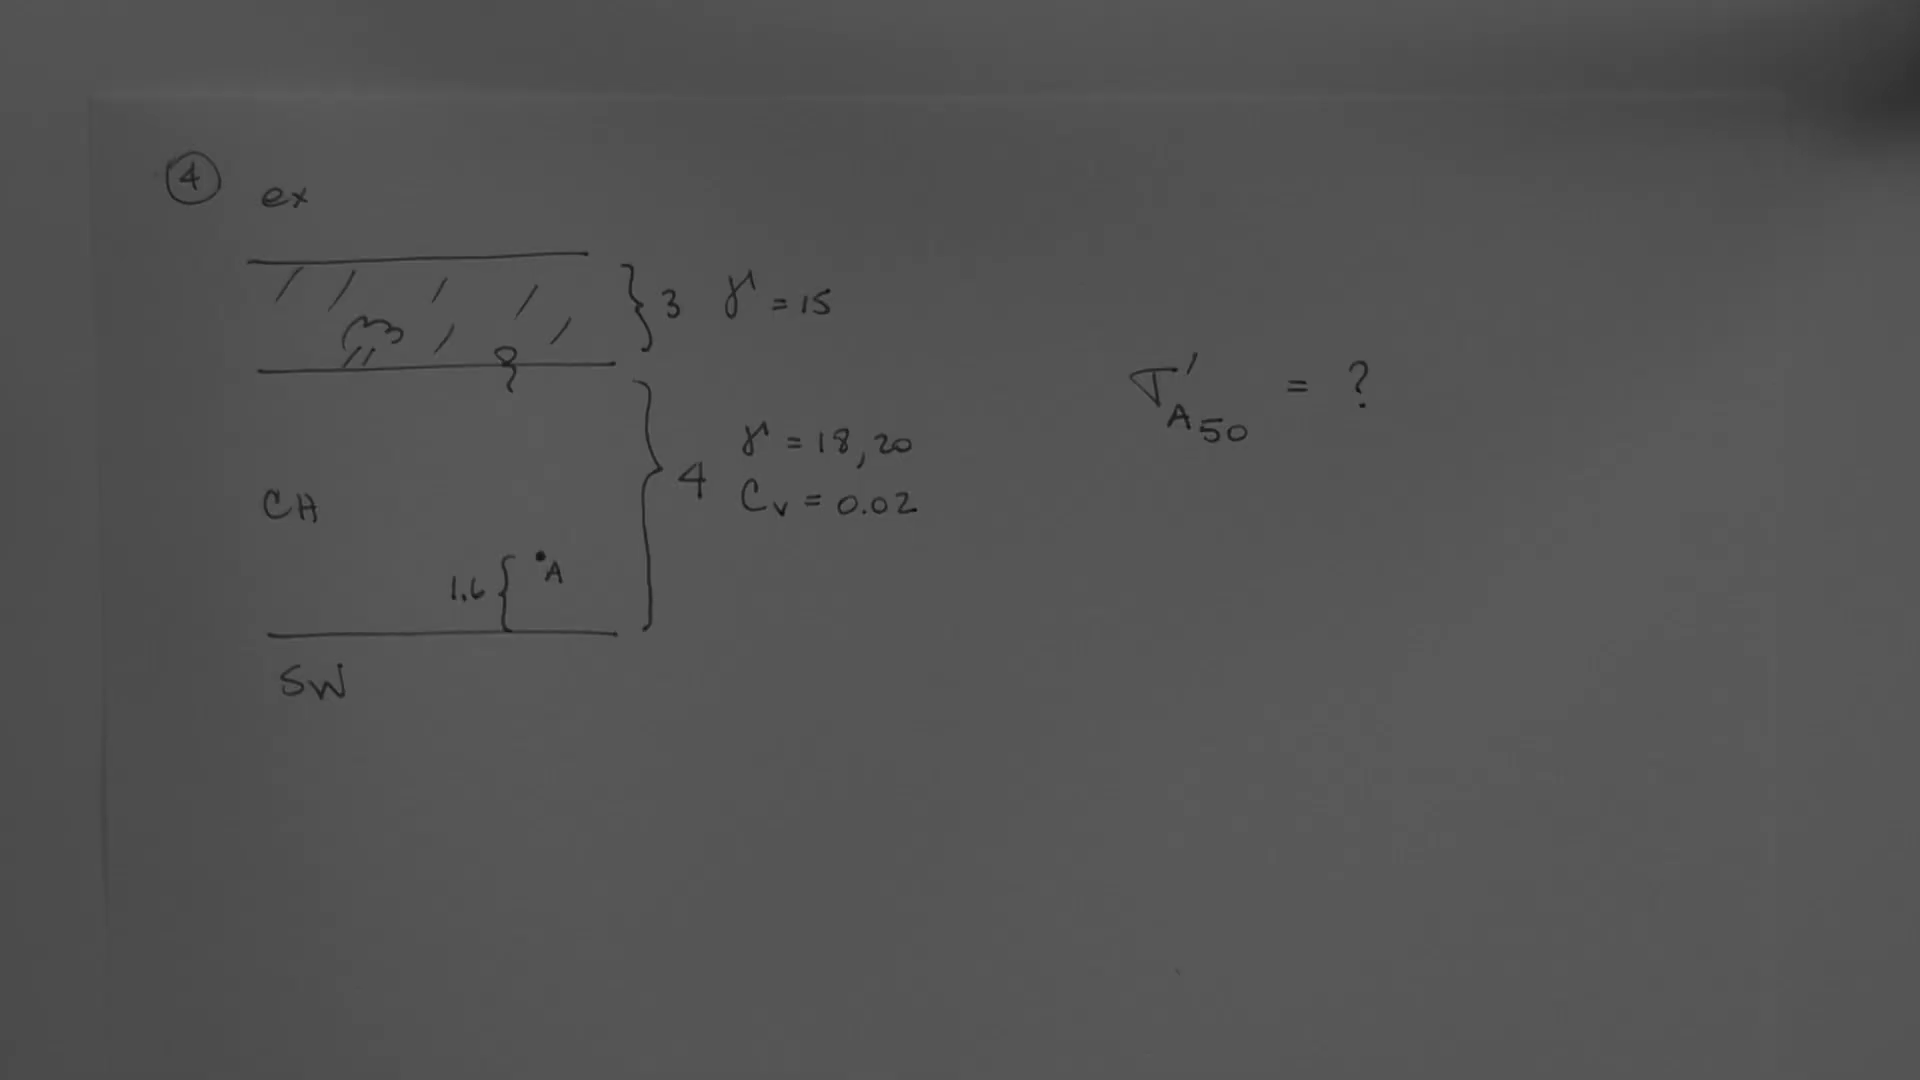 ④ ex
3 γ = 15
σ'A50 = ?
γ = 18, 20
4
CH
Cv = 0.02
1.6 A
SW